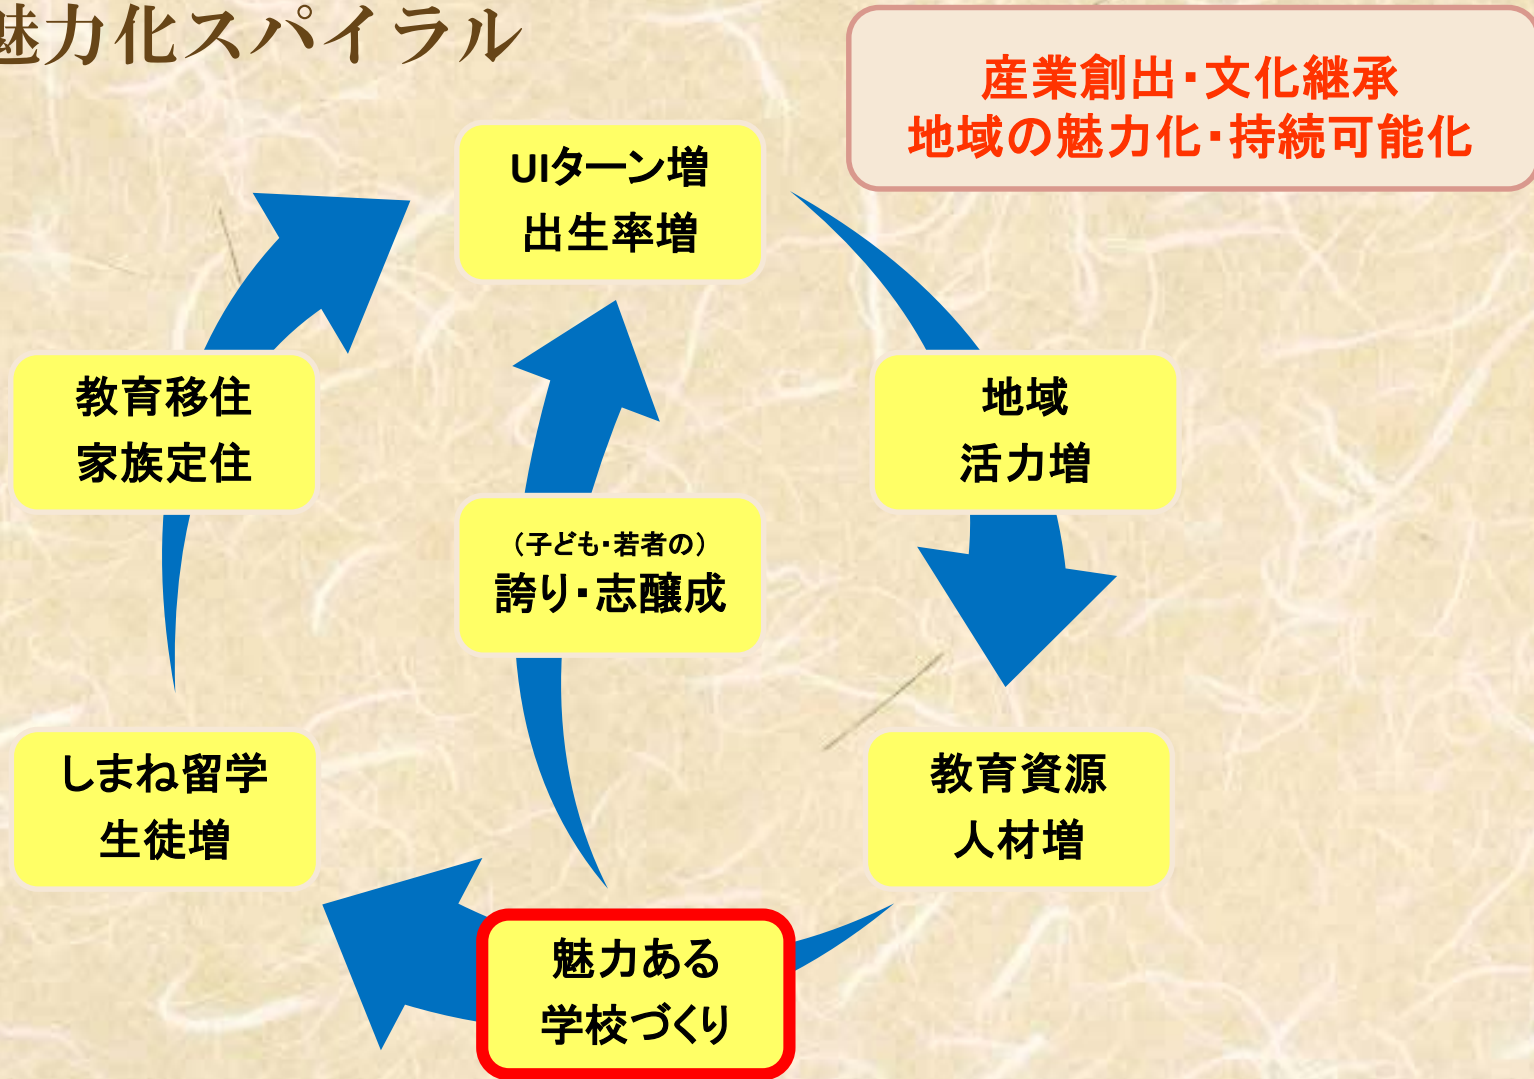 魅力化スパイラル
産業創出・文化継承
地域の魅力化・持続可能化
UIターン増
出生率増
教育移住
家族定住
地域
活力増
（子ども・若者の）
誇り・志醸成
しまね留学
生徒増
教育資源
人材増
魅力ある
学校づくり